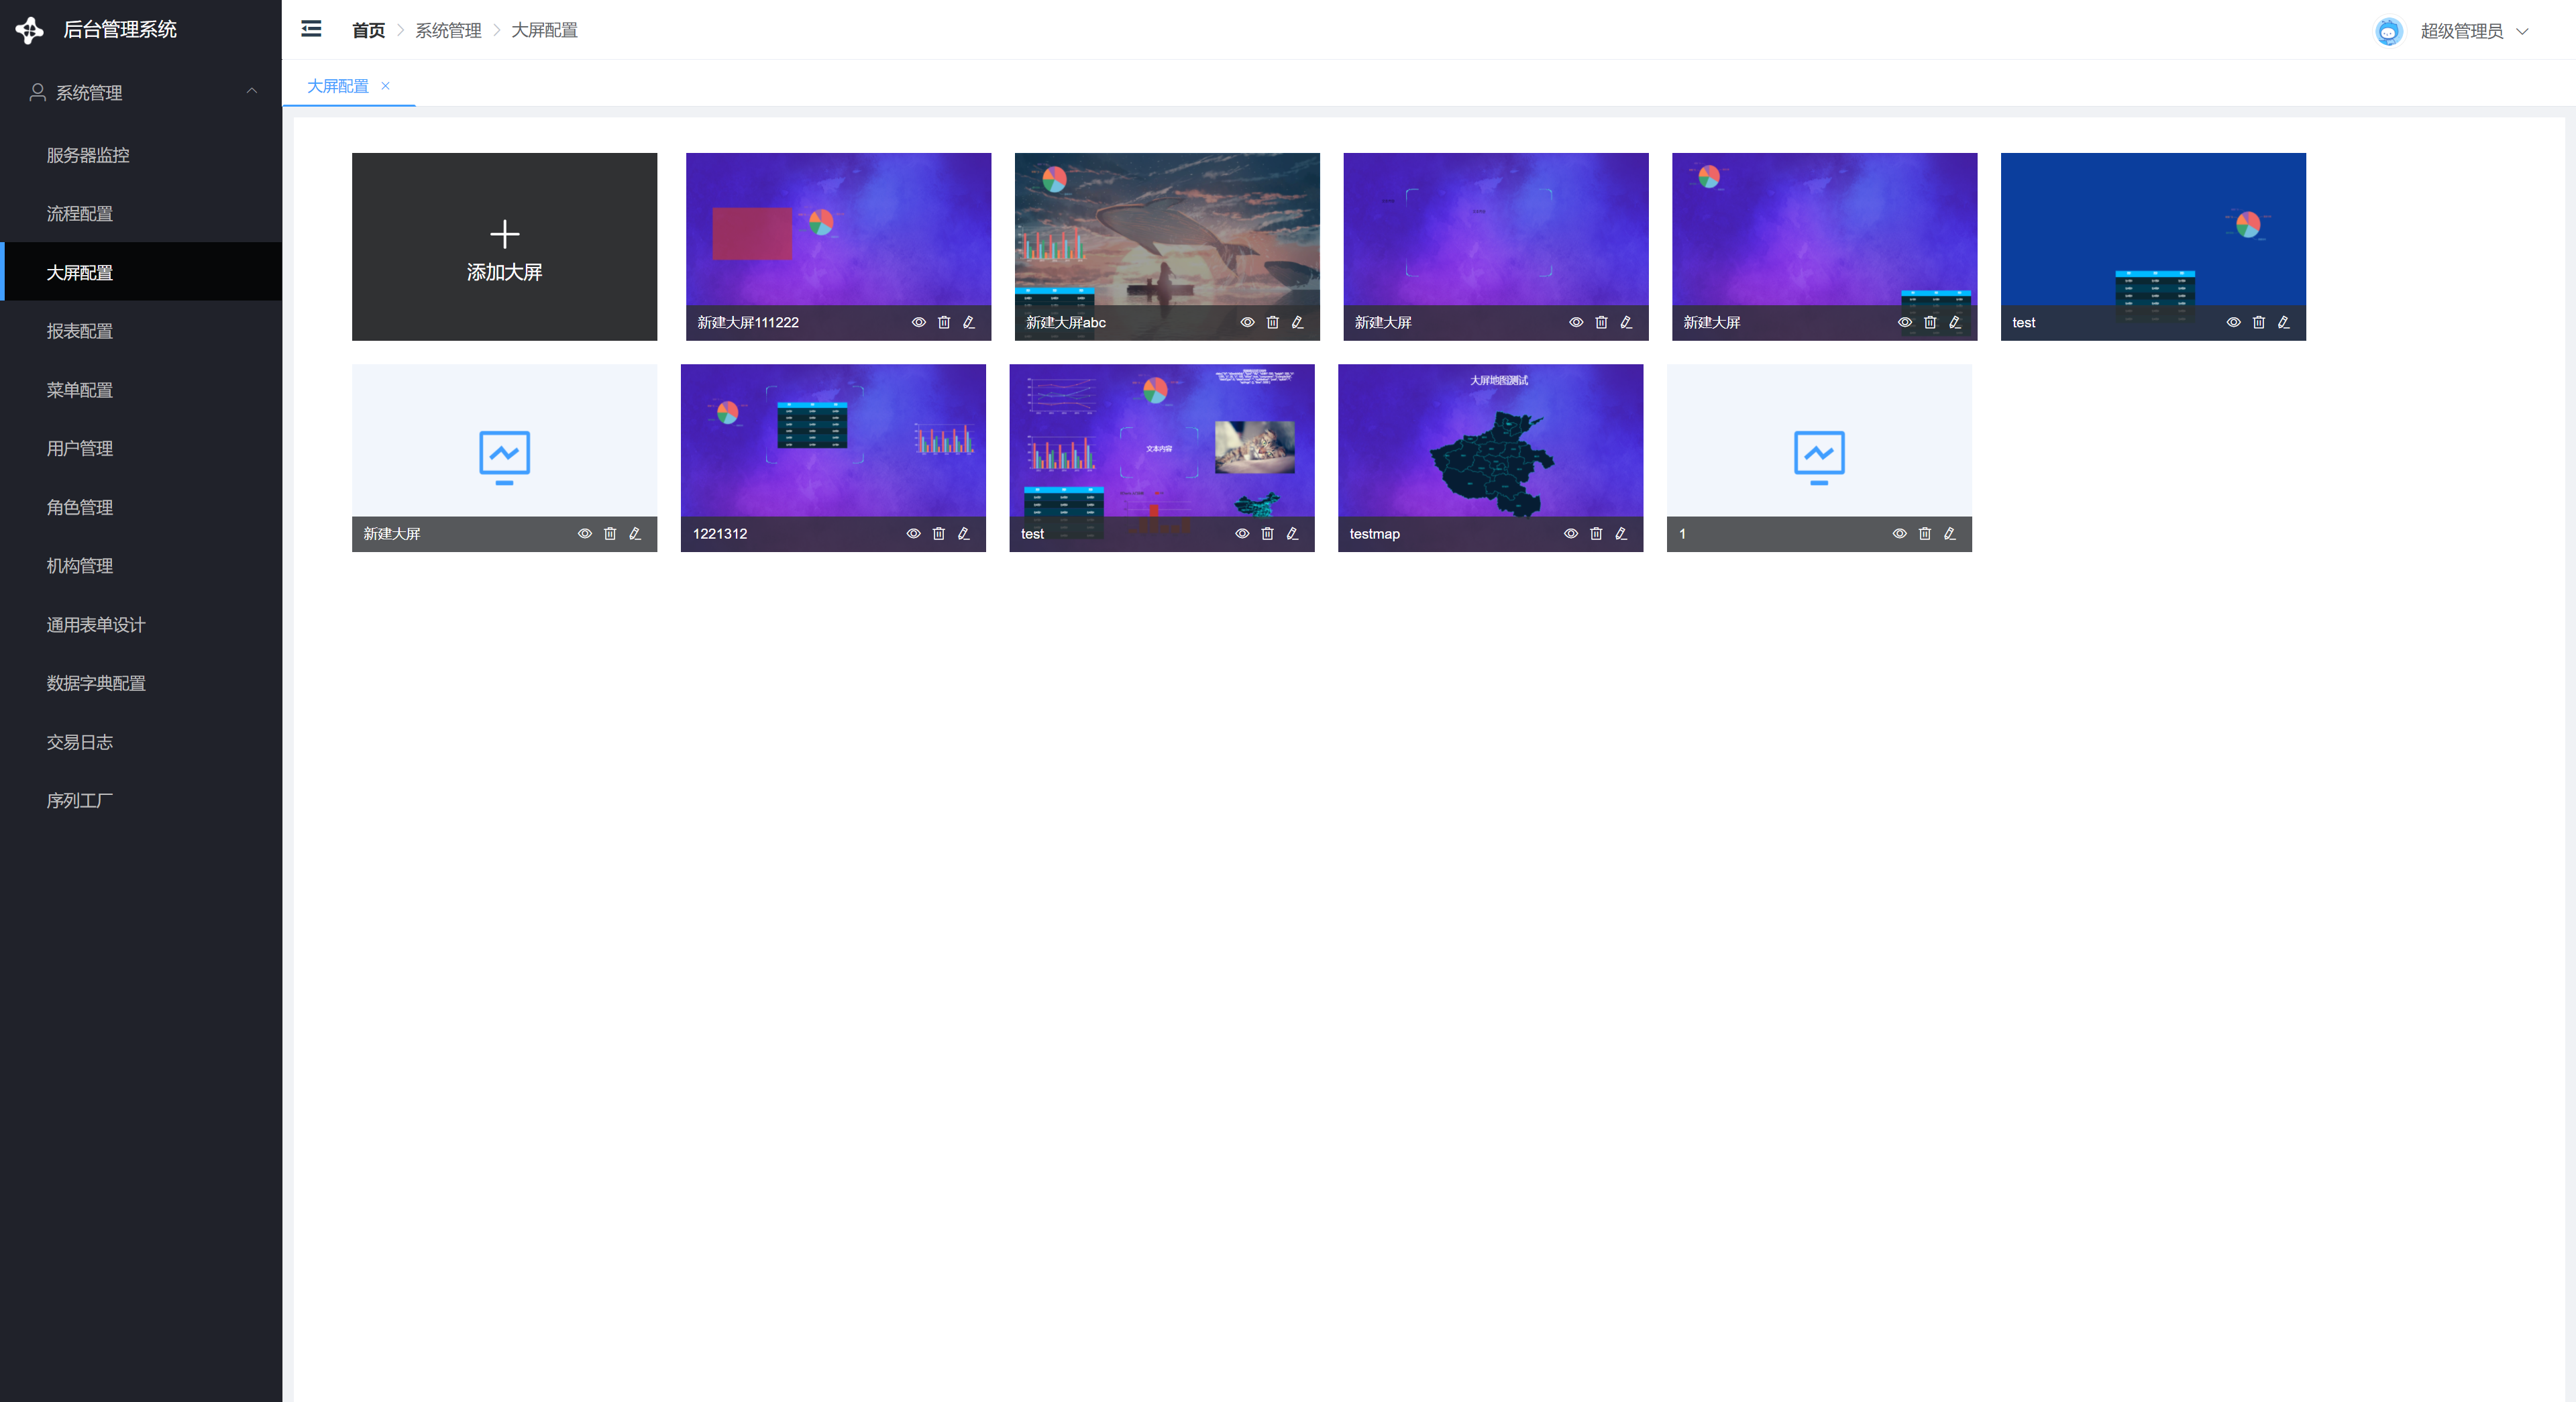 后台管理系统
首页
系统管理
大屏配置
超级管理员
大屏配置
系统管理
服务器监控
流程配置
大屏配置
报表配置
菜单配置
用户管理
角色管理
机构管理
通用表单设计
数据字典配置
交易日志
序列工厂
添加大屏
新建大屏111222
新建大屏abc
新建大屏
新建大屏
test
新建大屏
1221312
文本内容
test
大屏地图测试
testmap
1